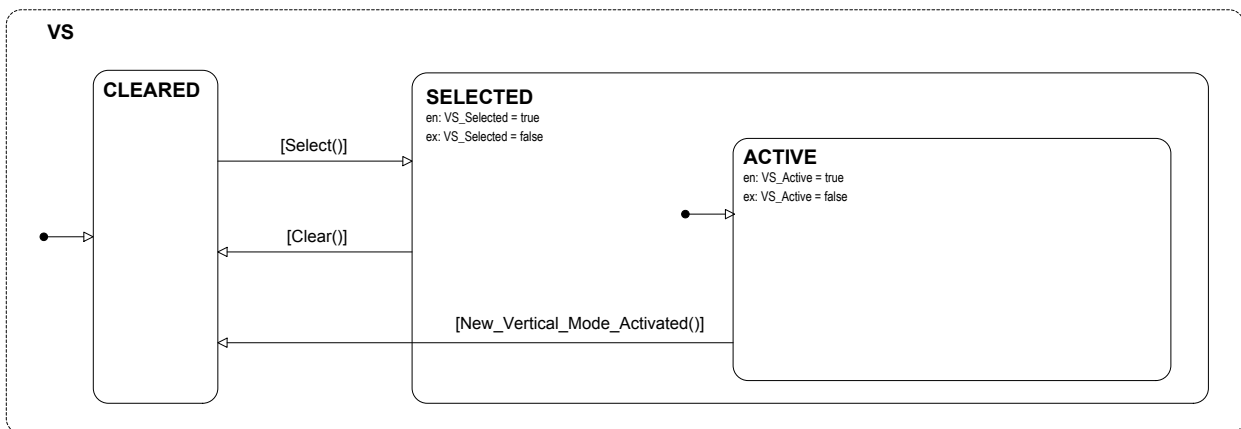 VS
CLEARED
[Select()]
[Clear()]
SELECTED
en: VS_Selected = true
ex: VS_Selected = false
ACTIVE
en: VS_Active = true
ex: VS_Active = false
[New_Vertical_Mode_Activated()]